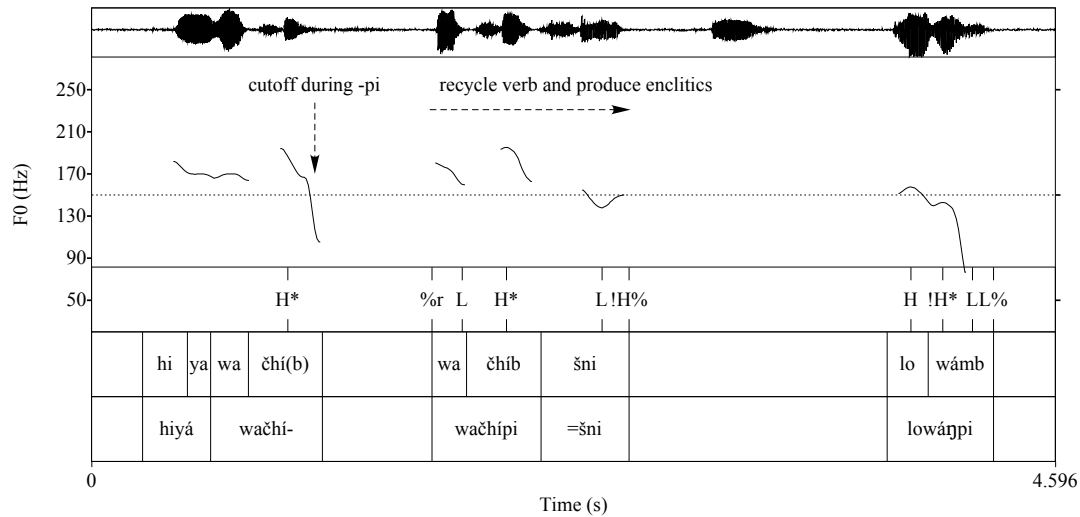 cutoff during -pi recycle verb and produce enclitics
250
210
170
130
90
50
F0 (Hz)
H* %r L H* L !H% H !H* L L%
hi ya wa čhí(b) wa čhíb šni lo wámb
hiyá wačhí- wačhípi =šni lowáŋpi
0 4.596
Time (s)